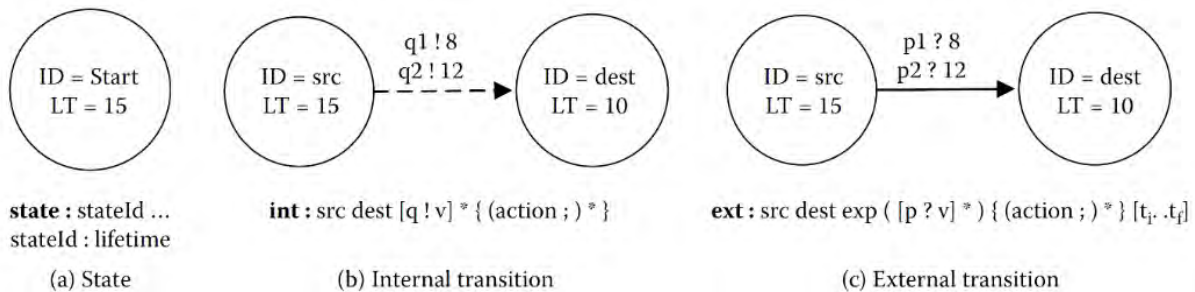 ID = Start
LT = 15
ID = src
LT = 15
q1 ! 8
q2 ! 12
ID = dest
LT = 10
ID = src
LT = 15
p1 ? 8
p2 ? 12
ID = dest
LT = 10
state : stateId ...
stateId : lifetime
(a) State
int : src dest [q ! v] * { (action ; ) * }
(b) Internal transition
ext : src dest exp ( [p ? v] * ) { (action ; ) * } [tᵢ. .t_f]
(c) External transition